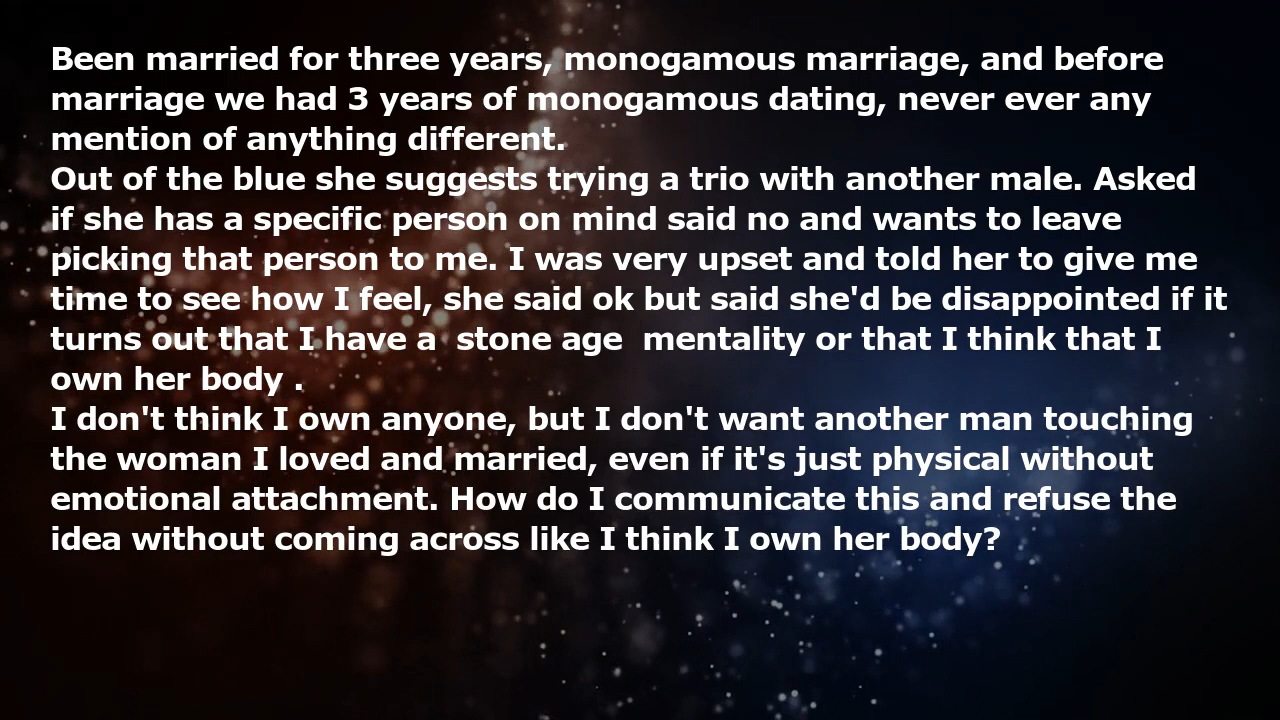 Been married for three years, monogamous marriage, and before
marriage we had 3 years of monogamous dating, never ever any
mention of anything different.
Out of the blue she suggests trying a trio with another male. Asked
if she has a specific person on mind said no and wants to leave
picking that person to me. I was very upset and told her to give me
time to see how I feel, she said ok but said she'd be disappointed if it
turns out that I have a  stone age  mentality or that I think that I
own her body .
I don't think I own anyone, but I don't want another man touching
the woman I loved and married, even if it's just physical without
emotional attachment. How do I communicate this and refuse the
idea without coming across like I think I own her body?